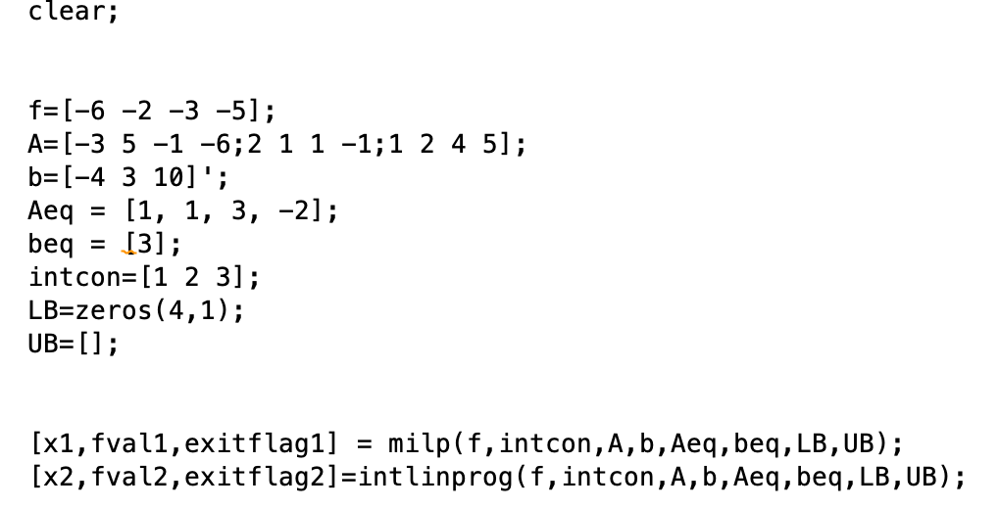 clear;
f=[-6 -2 -3 -5];
A=[-3 5 -1 -6;2 1 1 -1;1 2 4 5];
b=[-4 3 10]';
Aeq = [1, 1, 3, -2];
beq = [3];
intcon=[1 2 3];
LB=zeros(4,1);
UB=[];
[x1,fval1,exitflag1] = milp(f,intcon,A,b,Aeq,beq,LB,UB);
[x2,fval2,exitflag2]=intlinprog(f,intcon,A,b,Aeq,beq,LB,UB);